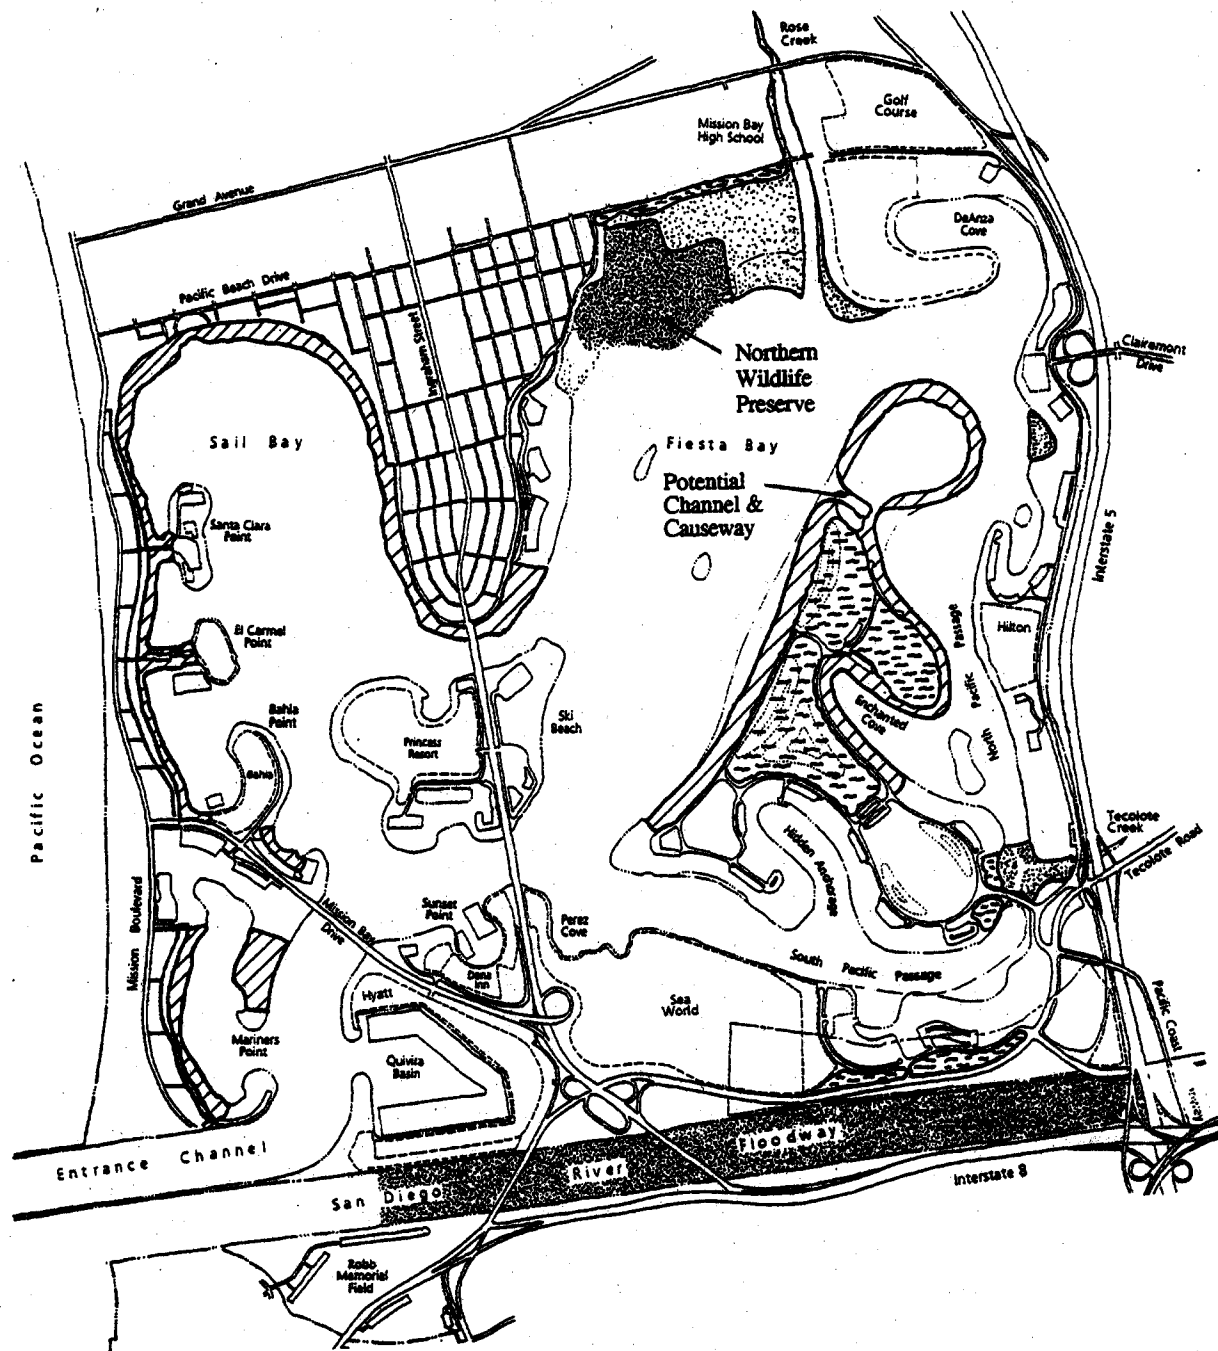 Rose
Creek
Golf
Course
Mission Bay
High School
Grand Avenue
DeAnza
Cove
Pacific Beach Drive
Ingraham Street
Clairemont
Drive
Northern
Wildlife
Preserve
Sail Bay
Fiesta Bay
Potential
Channel &
Causeway
Santa Clara
Point
Interstate 5
El Carmel
Point
Hilton
North Pacific Passage
Pacific Ocean
Bahia
Point
Bahia
Ski
Beach
Princess
Resort
Enchanted
Cove
Tecolote
Creek
Tecolote Road
Hidden Anchorage
Mission Boulevard
Mission Bay
Drive
Sunset
Point
Perez
Cove
South Pacific Passage
Dana
Inn
Hyatt
Sea
World
Pacific Coast
Mariners
Point
Quivira
Basin
Entrance Channel
San Diego River Floodway
Interstate 8
Robb
Memorial
Field